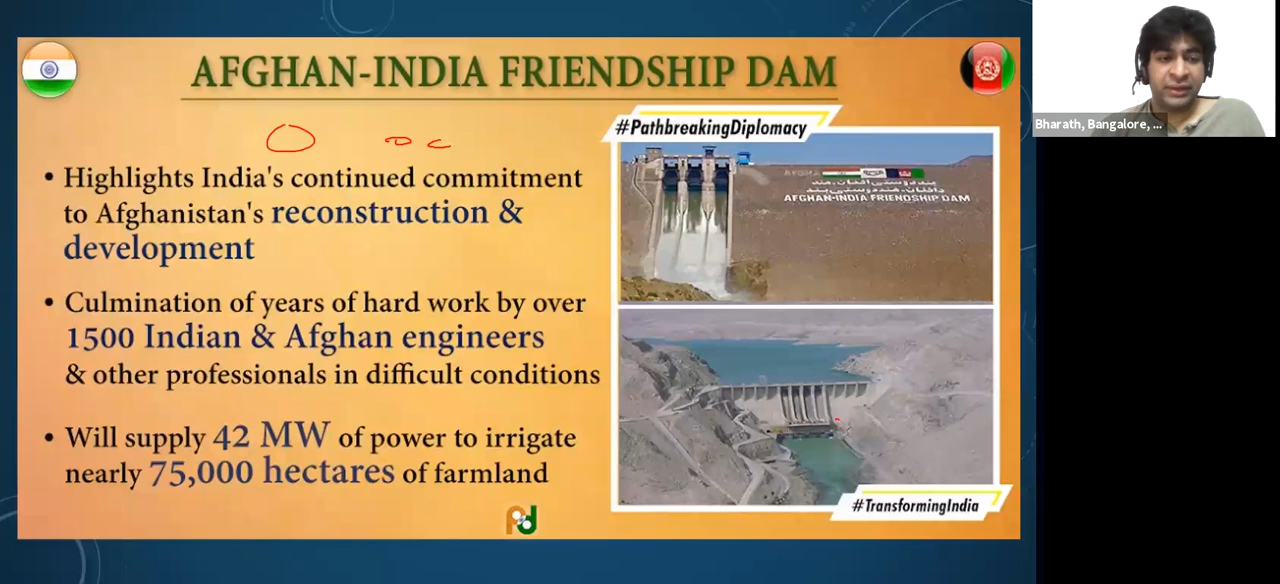 AFGHAN-INDIA FRIENDSHIP DAM
#PathbreakingDiplomacy
• Highlights India's continued commitment
to Afghanistan's reconstruction &
development
• Culmination of years of hard work by over
1500 Indian & Afghan engineers
& other professionals in difficult conditions
• Will supply 42 MW of power to irrigate
nearly 75,000 hectares of farmland
AFGHAN-INDIA FRIENDSHIP DAM
#TransformingIndia
pd
Bharath, Bangalore, ...